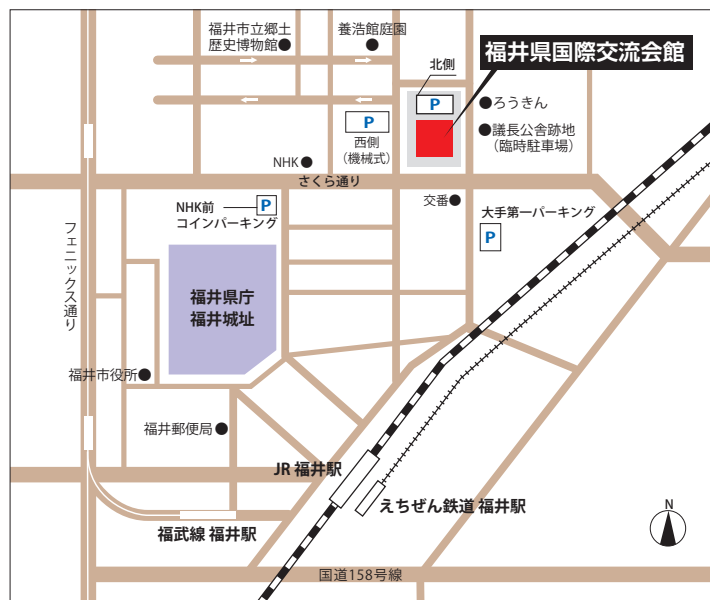 福井市立郷土
歴史博物館
養浩館庭園
福井県国際交流会館
北側
P
ろうきん
P
西側
（機械式）
議長公舎跡地
（臨時駐車場）
NHK
さくら通り
NHK前
コインパーキング
P
交番
大手第一パーキング
P
フェニックス通り
福井県庁
福井城址
福井市役所
福井郵便局
JR 福井駅
えちぜん鉄道 福井駅
福武線 福井駅
N
国道158号線